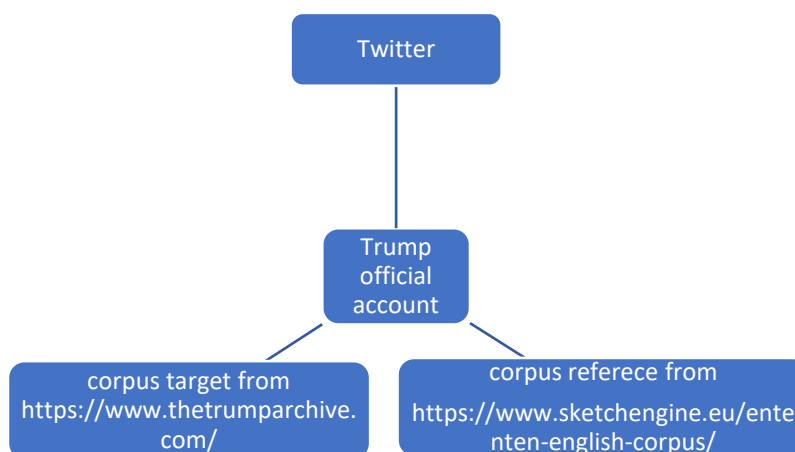 Twitter
Trump
official
account
corpus target from
https://www.thetrumparchive.
com/
corpus referece from
https://www.sketchengine.eu/ente
nten-english-corpus/